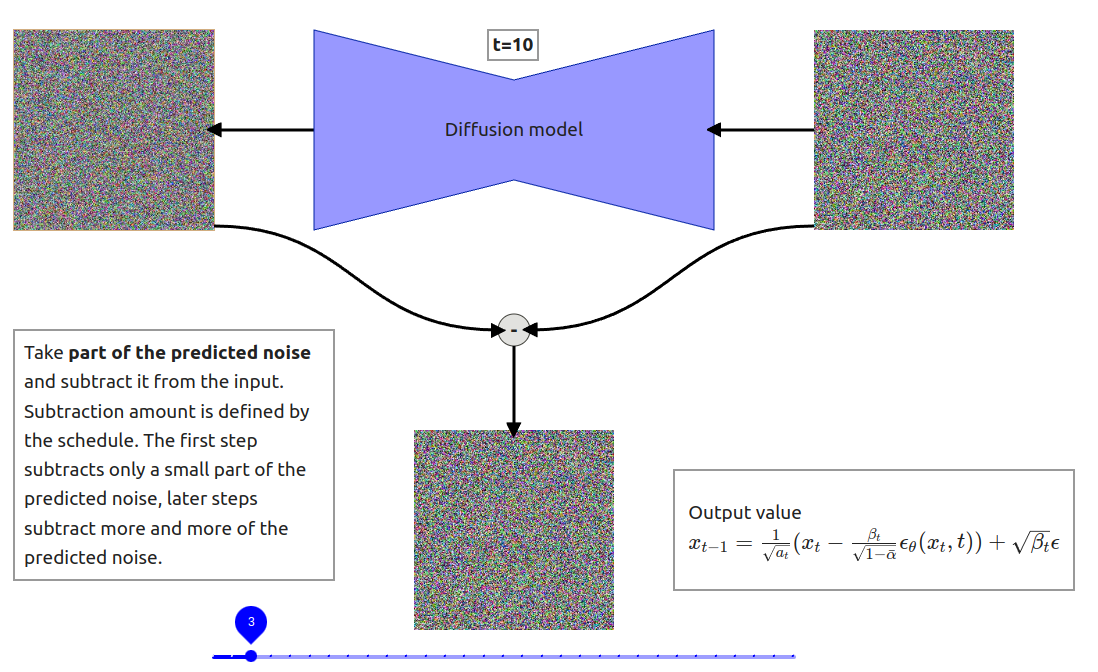 t=10
Diffusion model
-
Take part of the predicted noise
and subtract it from the input.
Subtraction amount is defined by
the schedule. The first step
subtracts only a small part of the
predicted noise, later steps
subtract more and more of the
predicted noise.
Output value
$x_{t-1} = \frac{1}{\sqrt{a_t}}(x_t - \frac{\beta_t}{\sqrt{1-\bar{\alpha}}}\epsilon_\theta(x_t, t)) + \sqrt{\beta_t}\epsilon$
3